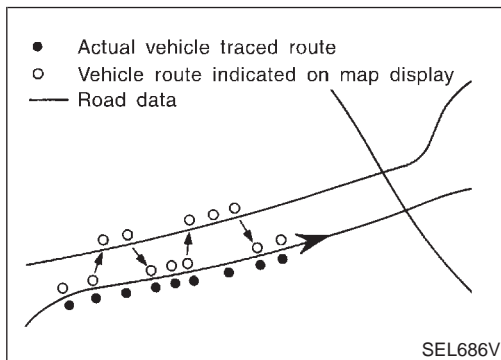 ● Actual vehicle traced route
○ Vehicle route indicated on map display
— Road data
SEL686V